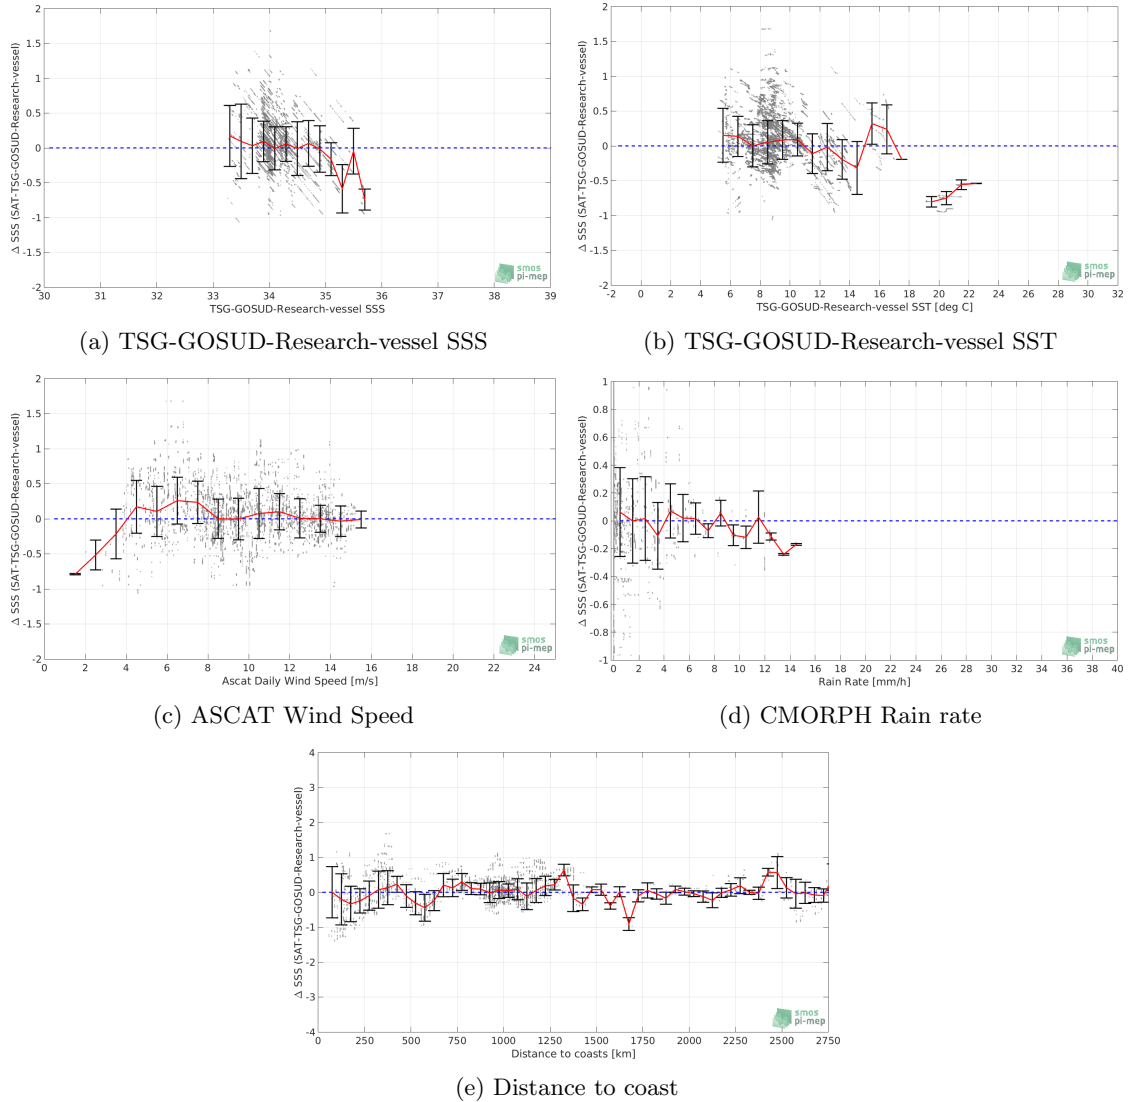 Δ SSS (SAT-TSG-GOSUD-Research-vessel)
2
1.5
1
0.5
0
-0.5
-1
-1.5
-2
30 31 32 33 34 35 36 37 38 39
TSG-GOSUD-Research-vessel SSS
smos
pi-mep
(a) TSG-GOSUD-Research-vessel SSS
Δ SSS (SAT-TSG-GOSUD-Research-vessel)
2
1.5
1
0.5
0
-0.5
-1
-1.5
-2
-2 0 2 4 6 8 10 12 14 16 18 20 22 24 26 28 30 32
TSG-GOSUD-Research-vessel SST [deg C]
smos
pi-mep
(b) TSG-GOSUD-Research-vessel SST
Δ SSS (SAT-TSG-GOSUD-Research-vessel)
2
1.5
1
0.5
0
-0.5
-1
-1.5
-2
0 2 4 6 8 10 12 14 16 18 20 22 24
Ascat Daily Wind Speed [m/s]
smos
pi-mep
(c) ASCAT Wind Speed
Δ SSS (SAT-TSG-GOSUD-Research-vessel)
1
0.8
0.6
0.4
0.2
0
-0.2
-0.4
-0.6
-0.8
-1
0 2 4 6 8 10 12 14 16 18 20 22 24 26 28 30 32 34 36 38 40
Rain Rate [mm/h]
smos
pi-mep
(d) CMORPH Rain rate
Δ SSS (SAT-TSG-GOSUD-Research-vessel)
4
3
2
1
0
-1
-2
-3
-4
0 250 500 750 1000 1250 1500 1750 2000 2250 2500 2750
Distance to coasts [km]
smos
pi-mep
(e) Distance to coast